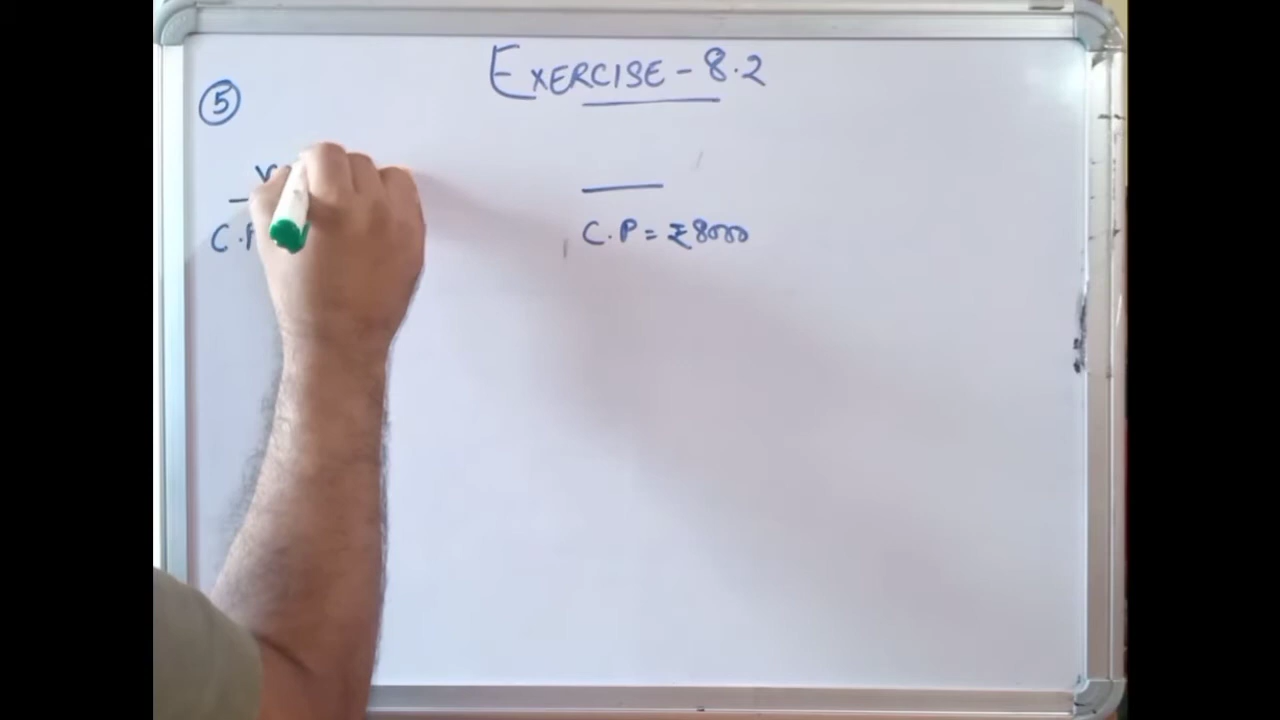 EXERCISE - 8.2
⑤
C.P
C.P = ₹8000